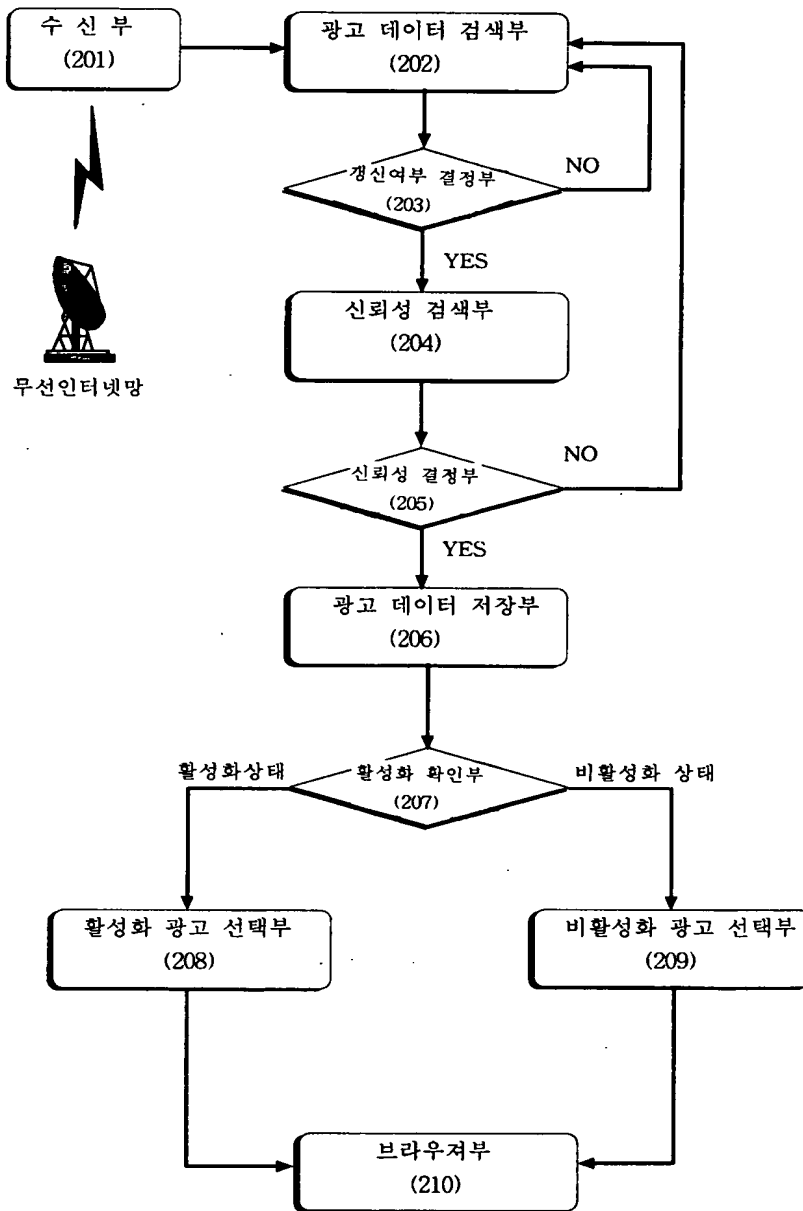 수 신 부
(201)
광고 데이터 검색부
(202)
갱신여부 결정부
(203)
NO
YES
무선인터넷망
신뢰성 검색부
(204)
신뢰성 결정부
(205)
NO
YES
광고 데이터 저장부
(206)
활성화상태
활성화 확인부
(207)
비활성화 상태
활성화 광고 선택부
(208)
비활성화 광고 선택부
(209)
브라우져부
(210)